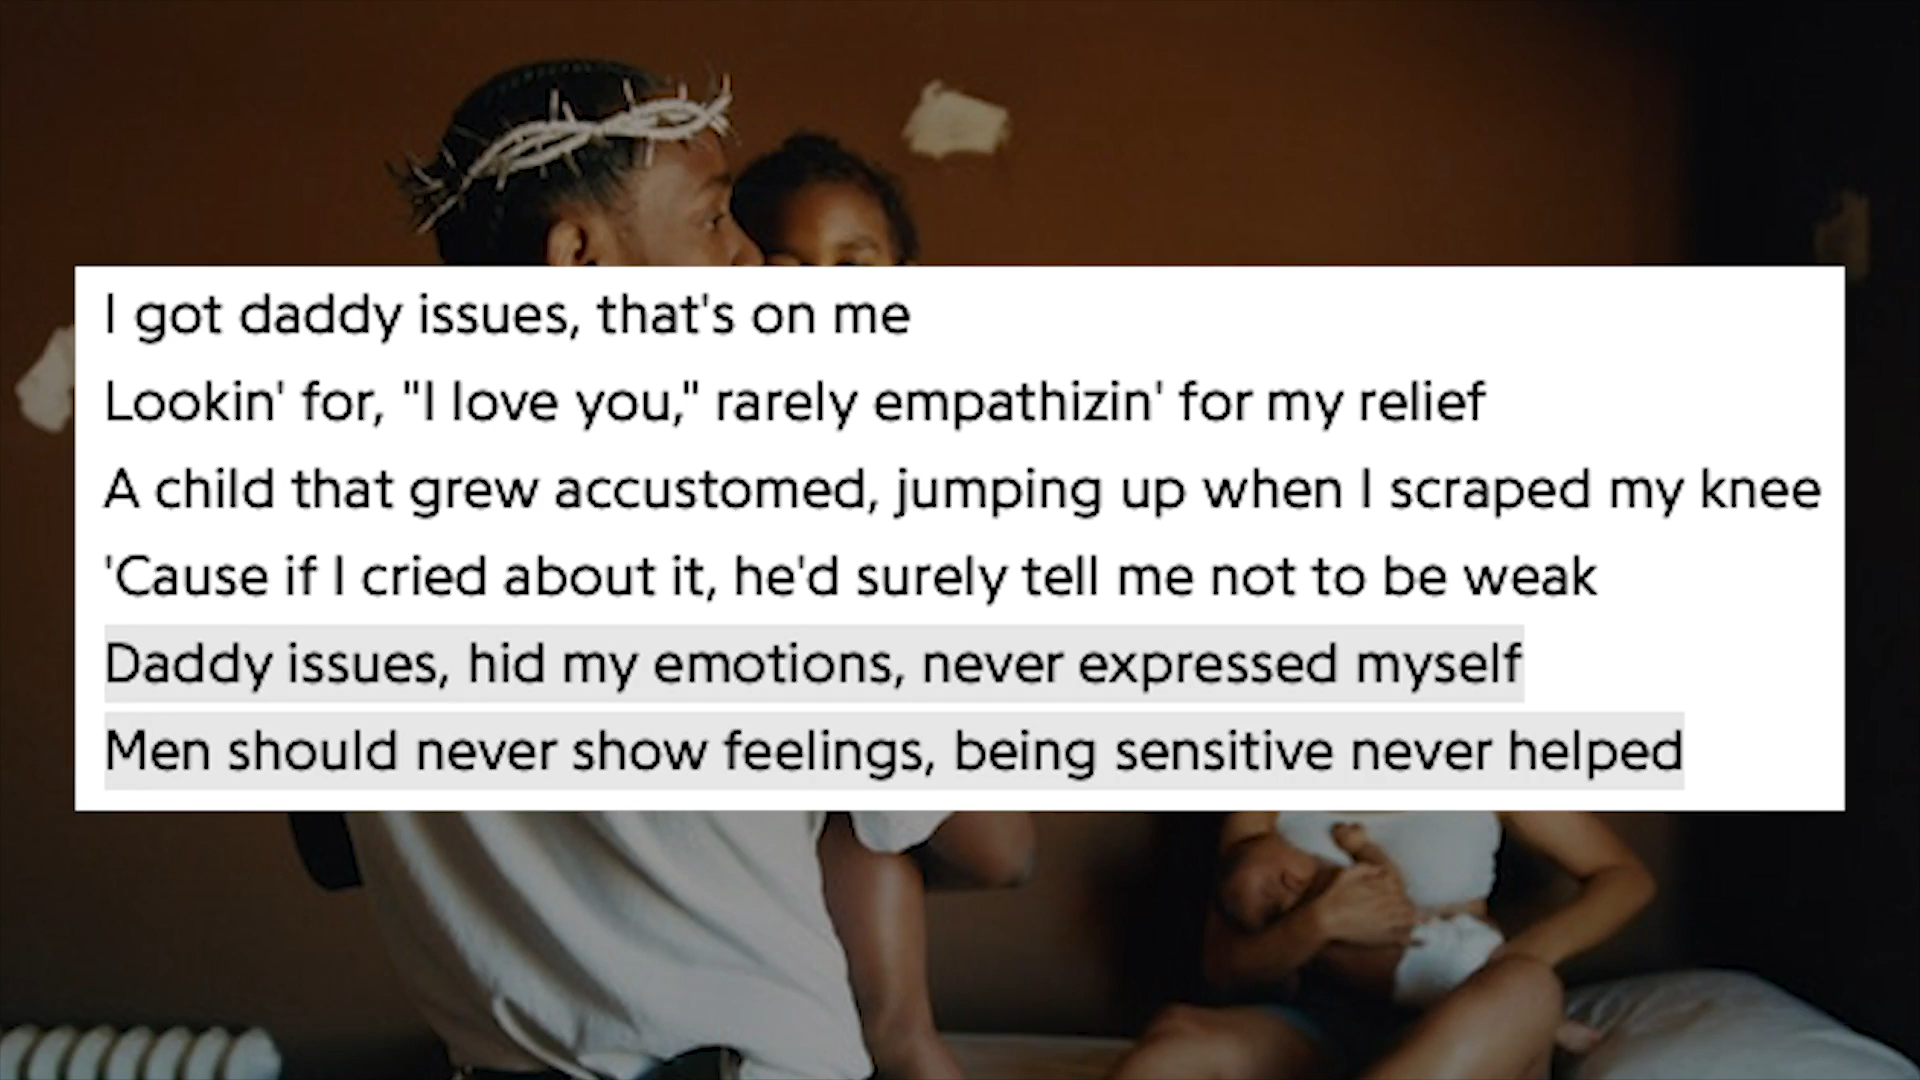 I got daddy issues, that's on me
Lookin' for, "I love you," rarely empathizin' for my relief
A child that grew accustomed, jumping up when I scraped my knee
'Cause if I cried about it, he'd surely tell me not to be weak
Daddy issues, hid my emotions, never expressed myself
Men should never show feelings, being sensitive never helped